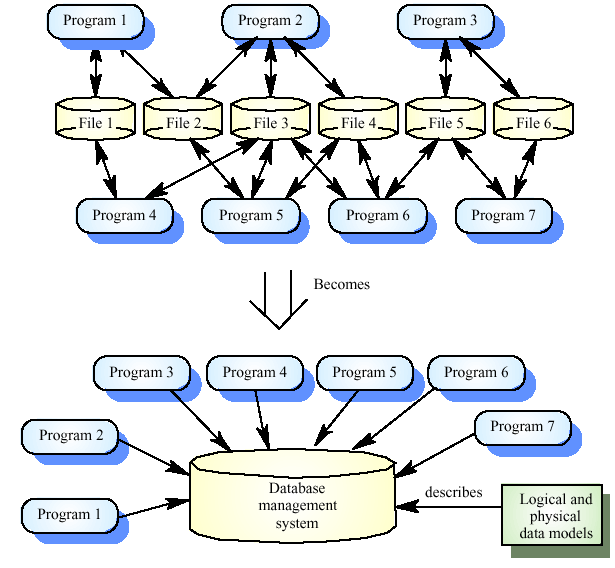 Program 1
Program 2
Program 3
File 1
File 2
File 3
File 4
File 5
File 6
Program 4
Program 5
Program 6
Program 7
Becomes
Program 3
Program 4
Program 5
Program 6
Program 2
Program 7
Database
management
system
describes
Logical and
physical
data models
Program 1